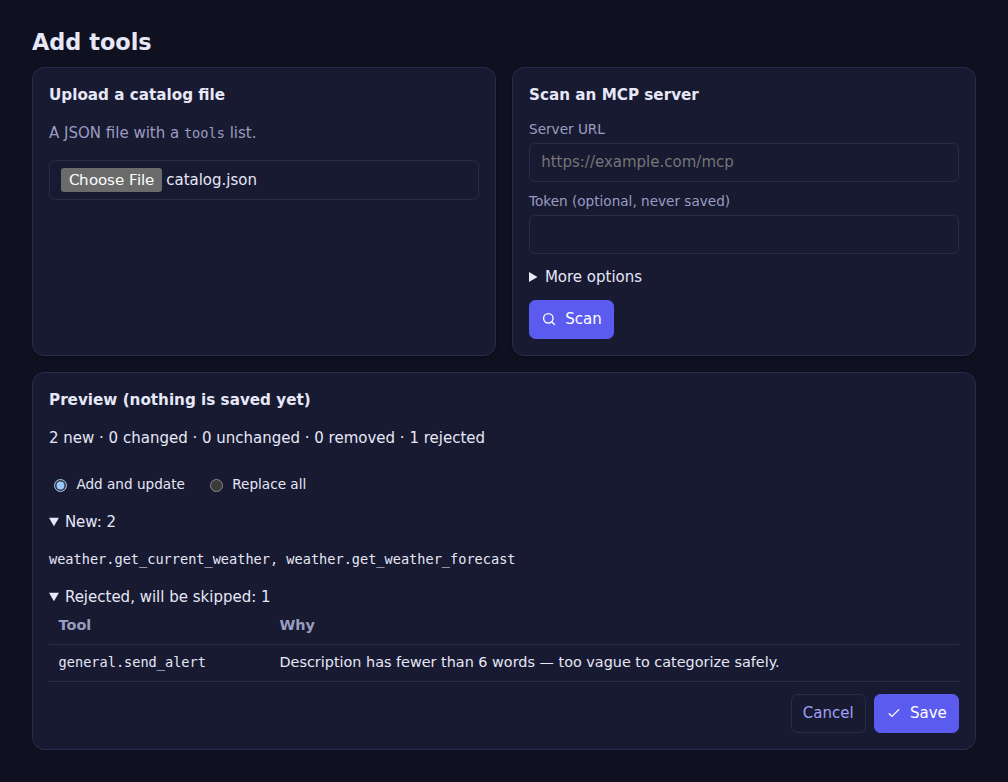 Add tools
Upload a catalog file
A JSON file with a tools list.
Choose File catalog.json
Scan an MCP server
Server URL
https://example.com/mcp
Token (optional, never saved)
More options
Scan
Preview (nothing is saved yet)
2 new · 0 changed · 0 unchanged · 0 removed · 1 rejected
Add and update Replace all
New: 2
weather.get_current_weather, weather.get_weather_forecast
Rejected, will be skipped: 1
Tool Why
general.send_alert Description has fewer than 6 words — too vague to categorize safely.
Cancel Save